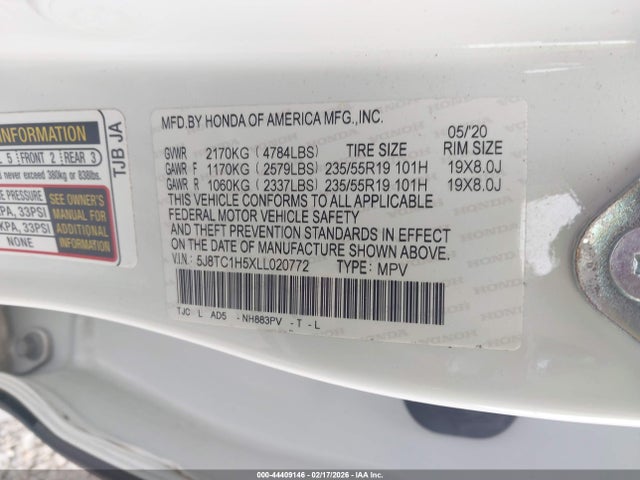 INFORMATION
L 5 FRONT 2 REAR 3
never exceed 380kg or 838lbs.
PRESSURE
KPA, 33PSI
KPA, 33PSI
NONE
SEE OWNER'S
MANUAL FOR
ADDITIONAL
INFORMATION
TJB JA
MFD.BY HONDA OF AMERICA MFG.,INC. 05/20
TIRE SIZE RIM SIZE
GVWR 2170KG (4784LBS)
GAWR F 1170KG (2579LBS) 235/55R19 101H 19X8.0J
GAWR R 1060KG (2337LBS) 235/55R19 101H 19X8.0J
THIS VEHICLE CONFORMS TO ALL APPLICABLE
FEDERAL MOTOR VEHICLE SAFETY
AND THEFT PREVENTION STANDARDS IN EFFECT
ON THE DATE OF MANUFACTURE SHOWN ABOVE.
V.I.N.: 5J8TC1H5XLL020772 TYPE: MPV
TJC L AD5 - NH883PV - T - L
000-44409146 - 02/17/2026 - IAA Inc.